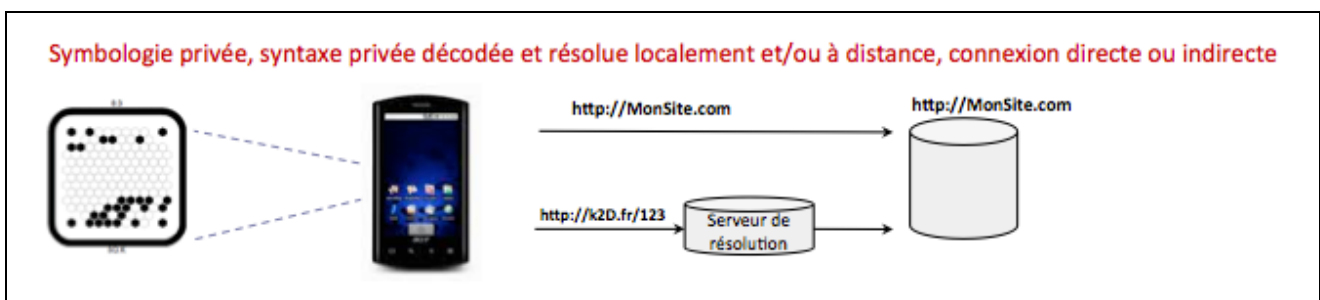 Symbologie privée, syntaxe privée décodée et résolue localement et/ou à distance, connexion directe ou indirecte
http://MonSite.com
http://MonSite.com
http://k2D.fr/123
Serveur de
résolution
acer